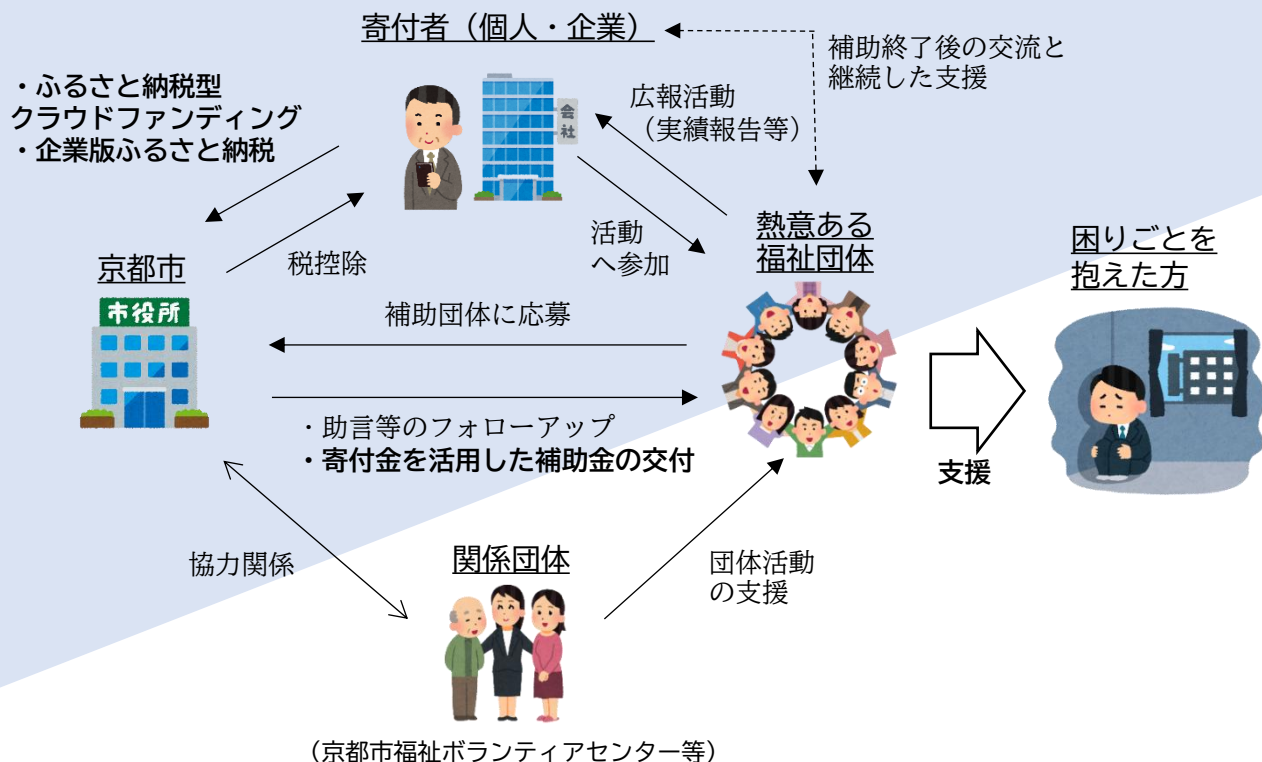 寄付者（個人・企業）
補助終了後の交流と
継続した支援
・ふるさと納税型
クラウドファンディング
・企業版ふるさと納税
広報活動
（実績報告等）
会社
活動
へ参加
税控除
熱意ある
福祉団体
困りごとを
抱えた方
京都市
市役所
補助団体に応募
・助言等のフォローアップ
・寄付金を活用した補助金の交付
支援
協力関係
関係団体
団体活動
の支援
（京都市福祉ボランティアセンター等）